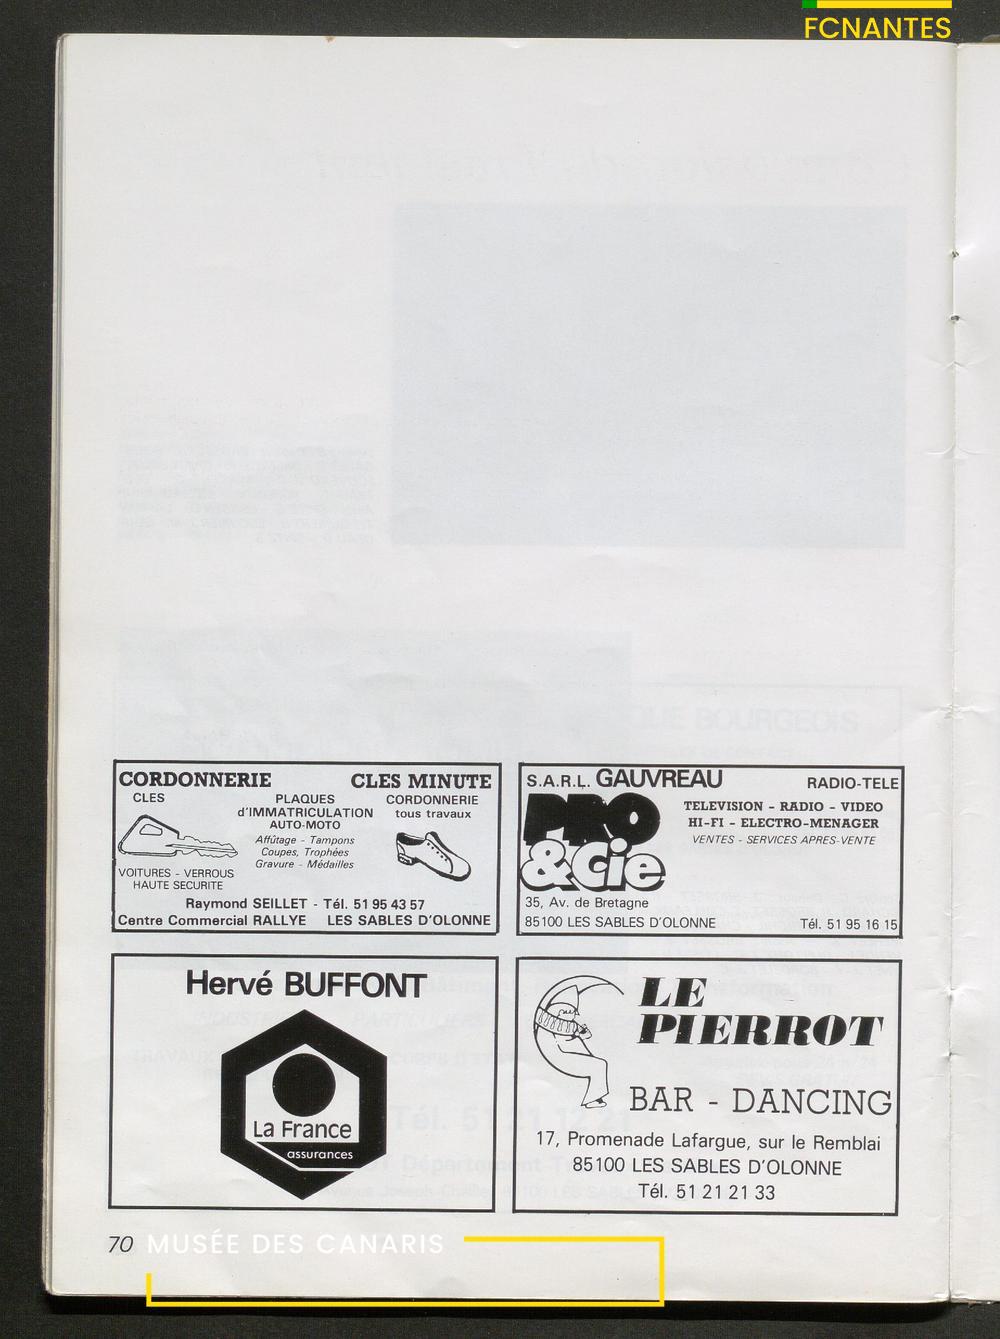 FCNANTES
CORDONNERIE CLES MINUTE
CLES
PLAQUES
d'IMMATRICULATION
AUTO-MOTO
CORDONNERIE
tous travaux
Affûtage - Tampons
Coupes, Trophées
Gravure - Médailles
VOITURES - VERROUS
HAUTE SECURITE
Raymond SEILLET - Tél. 51 95 43 57
Centre Commercial RALLYE LES SABLES D'OLONNE
S.A.R.L. GAUVREAU RADIO-TELE
PRO
&Cie
TELEVISION - RADIO - VIDEO
HI-FI - ELECTRO-MENAGER
VENTES - SERVICES APRES-VENTE
35, Av. de Bretagne
85100 LES SABLES D'OLONNE Tél. 51 95 16 15
Hervé BUFFONT
La France
assurances
LE
PIERROT
BAR - DANCING
17, Promenade Lafargue, sur le Remblai
85100 LES SABLES D'OLONNE
Tél. 51 21 21 33
70
MUSÉE DES CANARIS